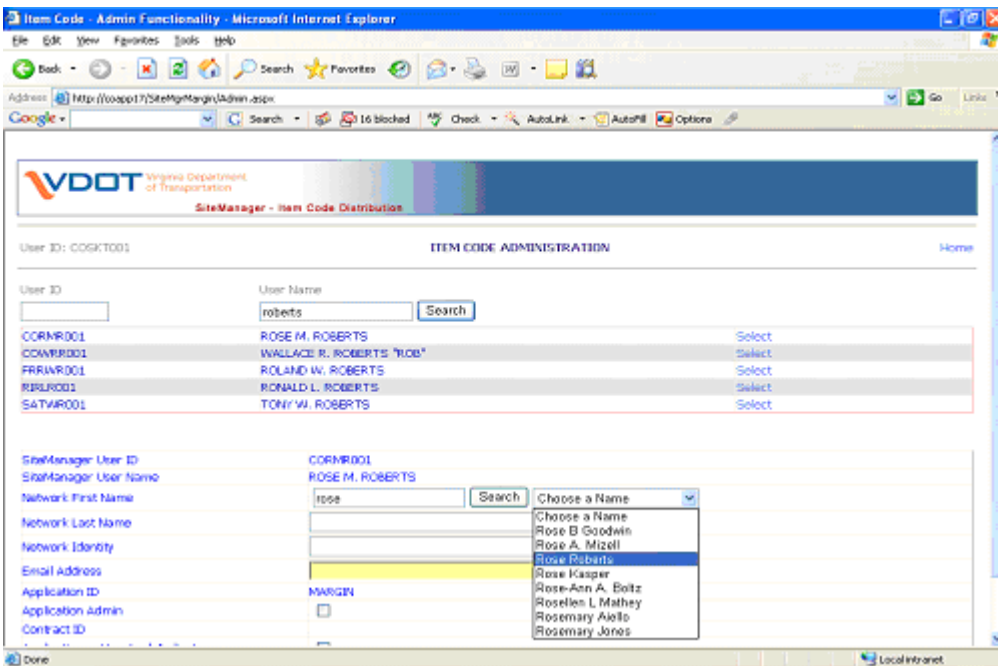 Item Code - Admin Functionality - Microsoft Internet Explorer
File Edit View Favorites Tools Help
Back Search Favorites
Address http://coapp17/SiteMgrMargin/Admin.aspx Go Links
Google Search 16 blocked Check AutoLink AutoFill Options
VDOT Virginia Department
of Transportation
SiteManager - Item Code Distribution
User ID: COSKT001 ITEM CODE ADMINISTRATION Home
User ID User Name
roberts Search
CORMR001 ROSE M. ROBERTS Select
COWRR001 WALLACE R. ROBERTS "ROB" Select
FRRWR001 ROLAND W. ROBERTS Select
RIRLR001 RONALD L. ROBERTS Select
SATWR001 TONY W. ROBERTS Select
SiteManager User ID CORMR001
SiteManager User Name ROSE M. ROBERTS
Network First Name rose Search Choose a Name
Choose a Name
Network Last Name
Rose B Goodwin
Rose A. Mizell
Network Identity
Rose Roberts
Rose Kasper
Email Address
Rose-Ann A. Boltz
Application ID MARGIN
Rosellen L Mathey
Application Admin
Rosemary Aiello
Contract ID
Rosemary Jones
Done Local intranet